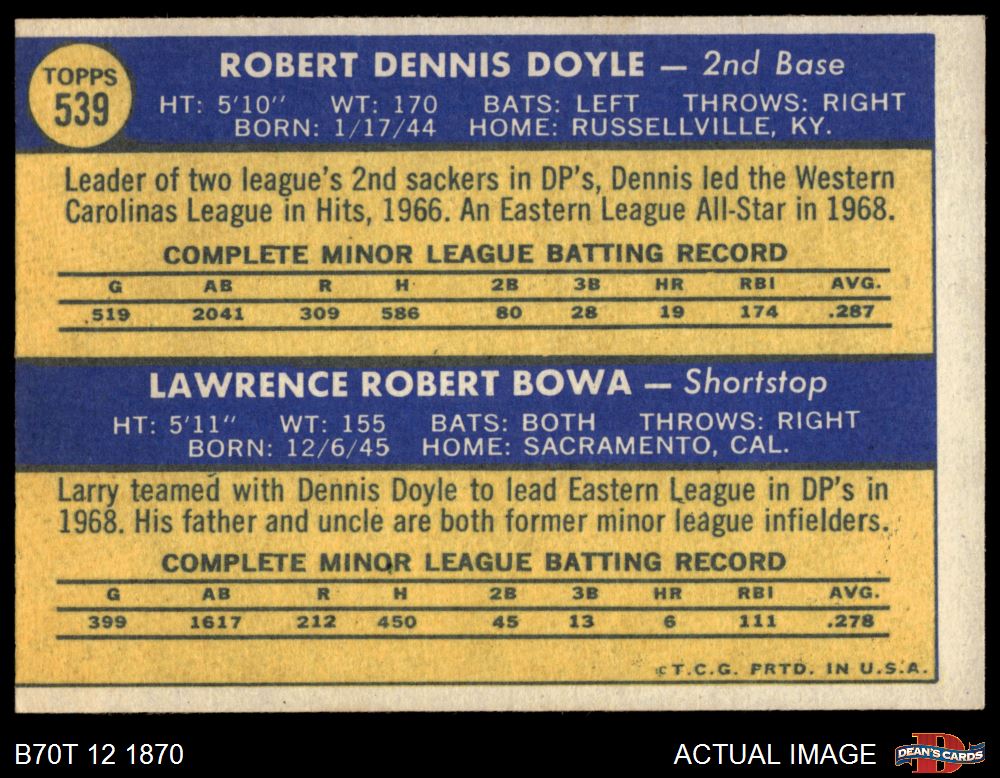 TOPPS
539
ROBERT DENNIS DOYLE — 2nd Base
HT: 5'10" WT: 170 BATS: LEFT THROWS: RIGHT
BORN: 1/17/44 HOME: RUSSELLVILLE, KY.
Leader of two league's 2nd sackers in DP's, Dennis led the Western
Carolinas League in Hits, 1966. An Eastern League All-Star in 1968.
COMPLETE MINOR LEAGUE BATTING RECORD
G AB R H 2B 3B HR RBI AVG.
519 2041 309 586 80 28 19 174 .287
LAWRENCE ROBERT BOWA — Shortstop
HT: 5'11" WT: 155 BATS: BOTH THROWS: RIGHT
BORN: 12/6/45 HOME: SACRAMENTO, CAL.
Larry teamed with Dennis Doyle to lead Eastern League in DP's in
1968. His father and uncle are both former minor league infielders.
COMPLETE MINOR LEAGUE BATTING RECORD
G AB R H 2B 3B HR RBI AVG.
399 1617 212 450 45 13 6 111 .278
©T.C.G. PRTD. IN U.S.A.
B70T 12 1870
ACTUAL IMAGE
DEAN'S CARDS